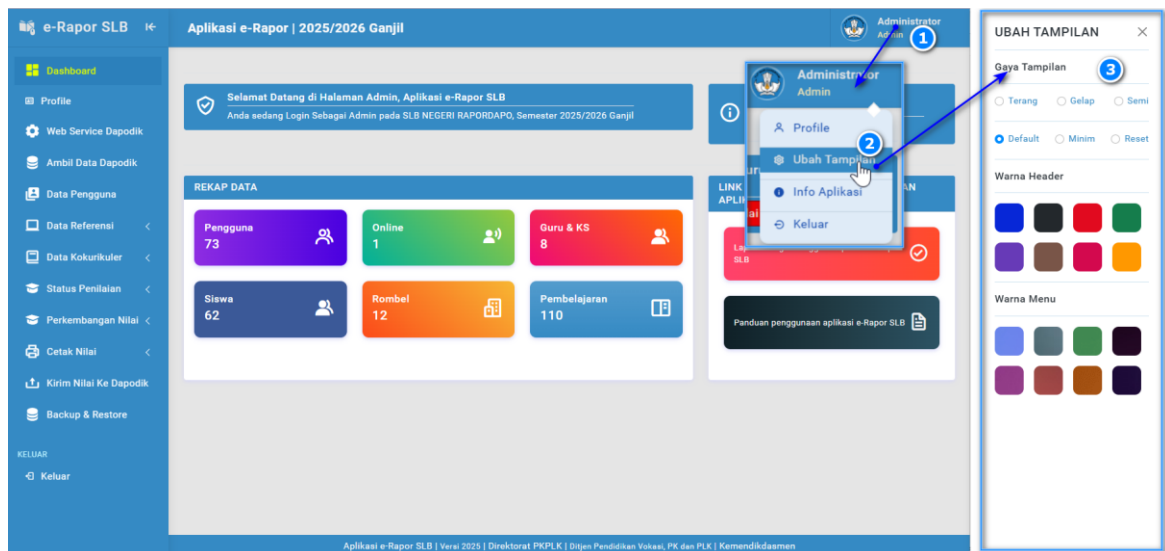 e-Rapor SLB
Aplikasi e-Rapor | 2025/2026 Ganjil
Administrator
Admin
1
Dashboard
Profile
Web Service Dapodik
Ambil Data Dapodik
Data Pengguna
Data Referensi
Data Kokurikuler
Status Penilaian
Perkembangan Nilai
Cetak Nilai
Kirim Nilai Ke Dapodik
Backup & Restore
KELUAR
Keluar
Selamat Datang di Halaman Admin, Aplikasi e-Rapor SLB
Anda sedang Login Sebagai Admin pada SLB NEGERI RAPORDAPO, Semester 2025/2026 Ganjil
REKAP DATA
Pengguna
73
Online
1
Guru & KS
8
Siswa
62
Rombel
12
Pembelajaran
110
Administrator
Admin
Profile
2
Ubah Tampilan
Info Aplikasi
Keluar
LINK
SLB
Panduan penggunaan aplikasi e-Rapor SLB
Aplikasi e-Rapor SLB | Versi 2025 | Direktorat PKPLK | Ditjen Pendidikan Vokasi, PK dan PLK | Kemendikdasmen
UBAH TAMPILAN
Gaya Tampilan
3
Terang Gelap Semi
Default Minim Reset
Warna Header
Warna Menu